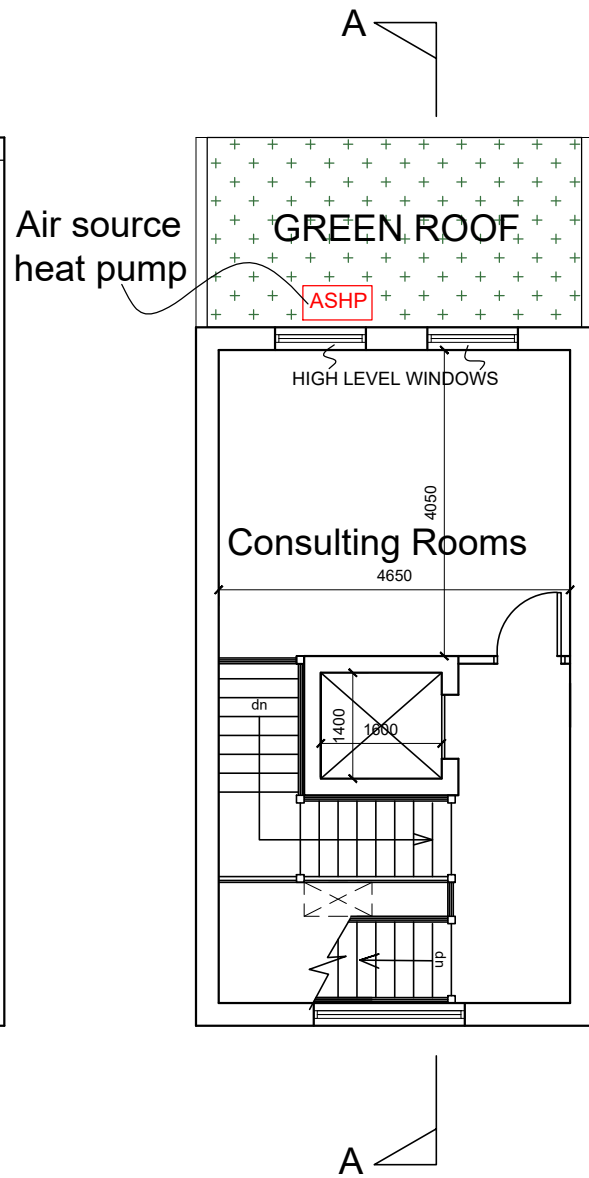 A
Air source
heat pump
GREEN ROOF
ASHP
HIGH LEVEL WINDOWS
4050
Consulting Rooms
4650
dn
1400
1600
up
A